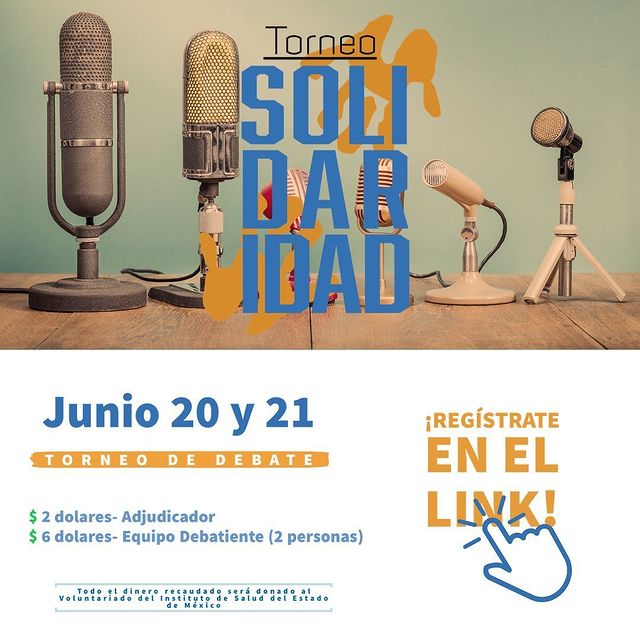 Torneo
SOLI
DAR
IDAD
Junio 20 y 21
TORNEO DE DEBATE
$ 2 dolares- Adjudicador
$ 6 dolares- Equipo Debatiente (2 personas)
¡REGÍSTRATE
EN EL
LINK!
Todo el dinero recaudado será donado al
Voluntariado del Instituto de Salud del Estado
de México